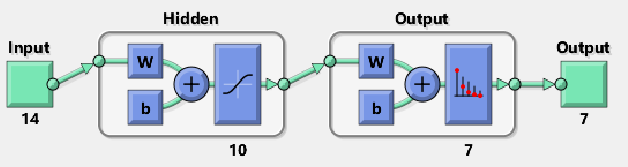 Hidden Output
Input Output
W W
+ +
b b
14 7
10 7